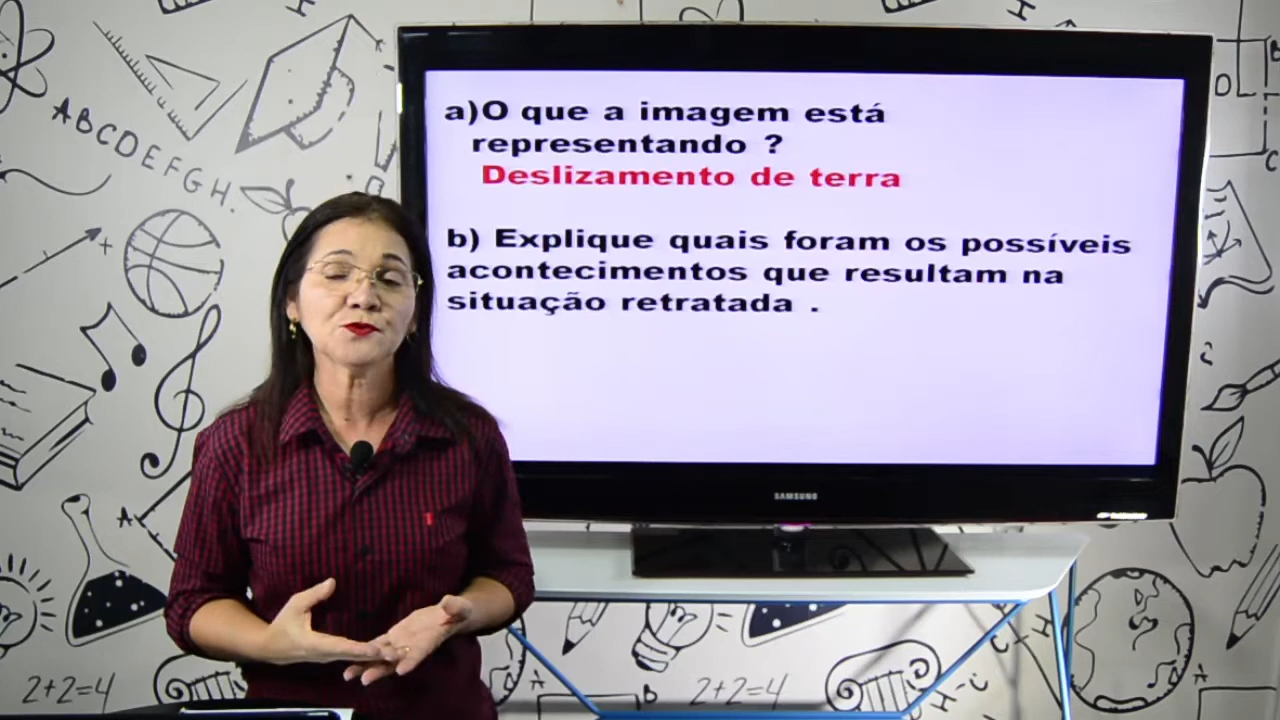 a)O que a imagem está
representando ?
Deslizamento de terra
b) Explique quais foram os possíveis
acontecimentos que resultam na
situação retratada .
SAMSUNG
ABCDEFGH.
A
2+2=4
A
B
2+2=4
H-C
C
H
A
H
B
D
C